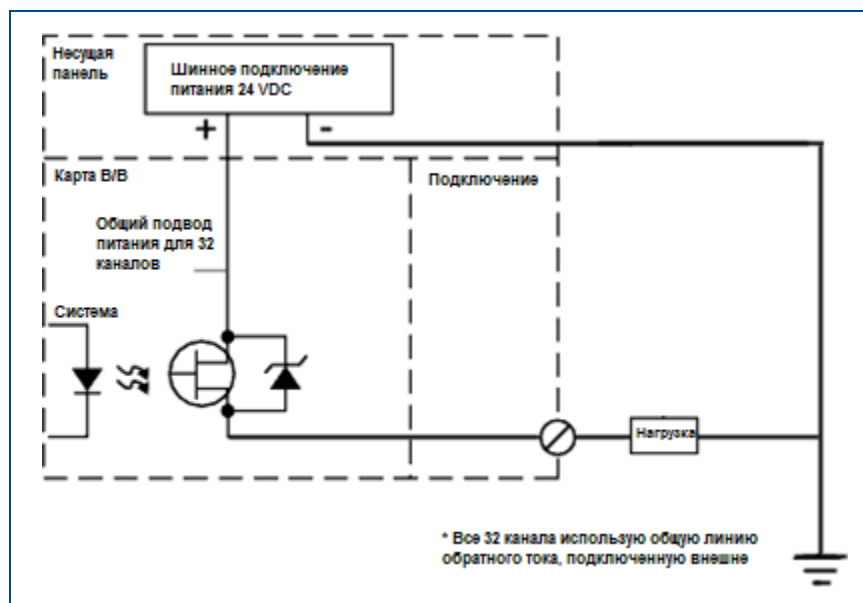 Несущая
панель
Шинное подключение
питания 24 VDC
+
-
Карта В/В
Подключение
Общий подвод
питания для 32
каналов
Система
Нагрузка
* Все 32 канала использую общую линию
обратного тока, подключенную внешне